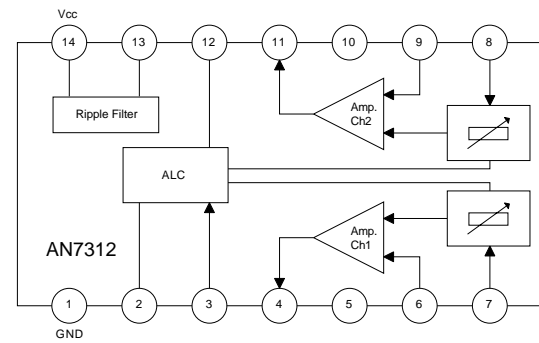 Vcc
14 13 12 11 10 9 8
Ripple Filter
Amp.
Ch2
ALC
Amp.
Ch1
AN7312
1 2 3 4 5 6 7
GND